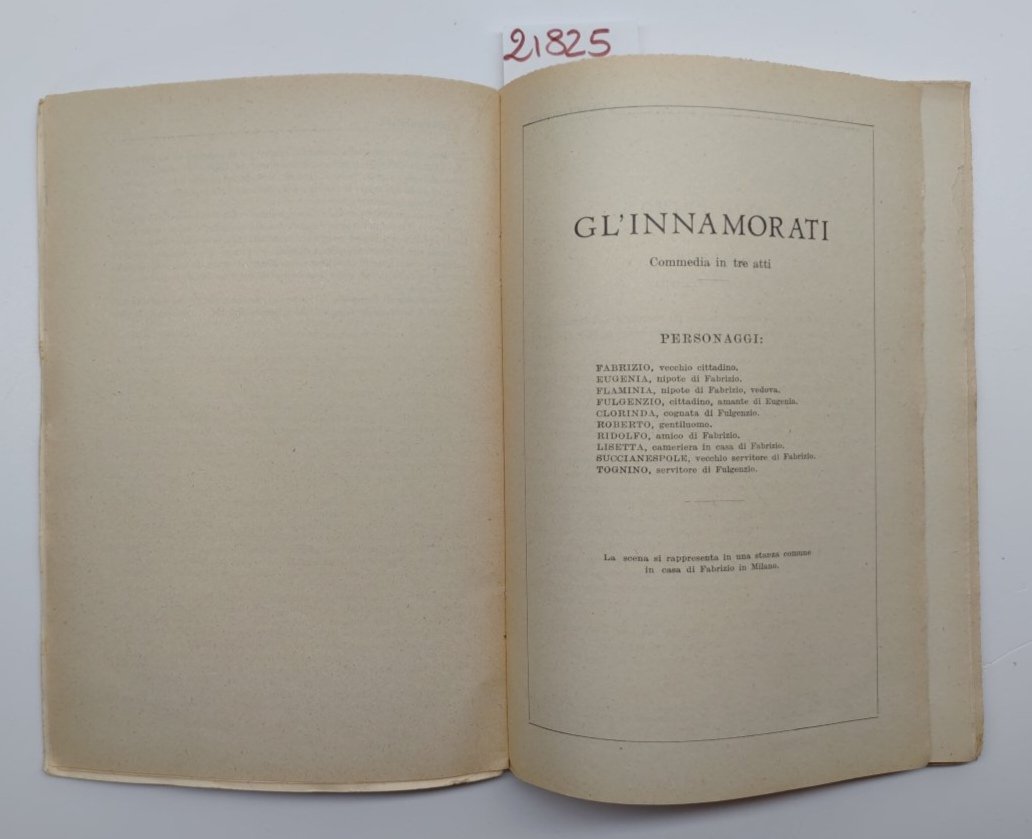 21825
GL'INNAMORATI
Commedia in tre atti
PERSONAGGI:
FABRIZIO, vecchio cittadino.
EUGENIA, nipote di Fabrizio.
FLAMINIA, nipote di Fabrizio, vedova.
FULGENZIO, cittadino, amante di Eugenia.
CLORINDA, cognata di Fulgenzio.
ROBERTO, gentiluomo.
RIDOLFO, amico di Fabrizio.
LISETTA, cameriera in casa di Fabrizio.
SUCCIANESPOLE, vecchio servitore di Fabrizio.
TOGNINO, servitore di Fulgenzio.
La scena si rappresenta in una stanza comune
in casa di Fabrizio in Milano.